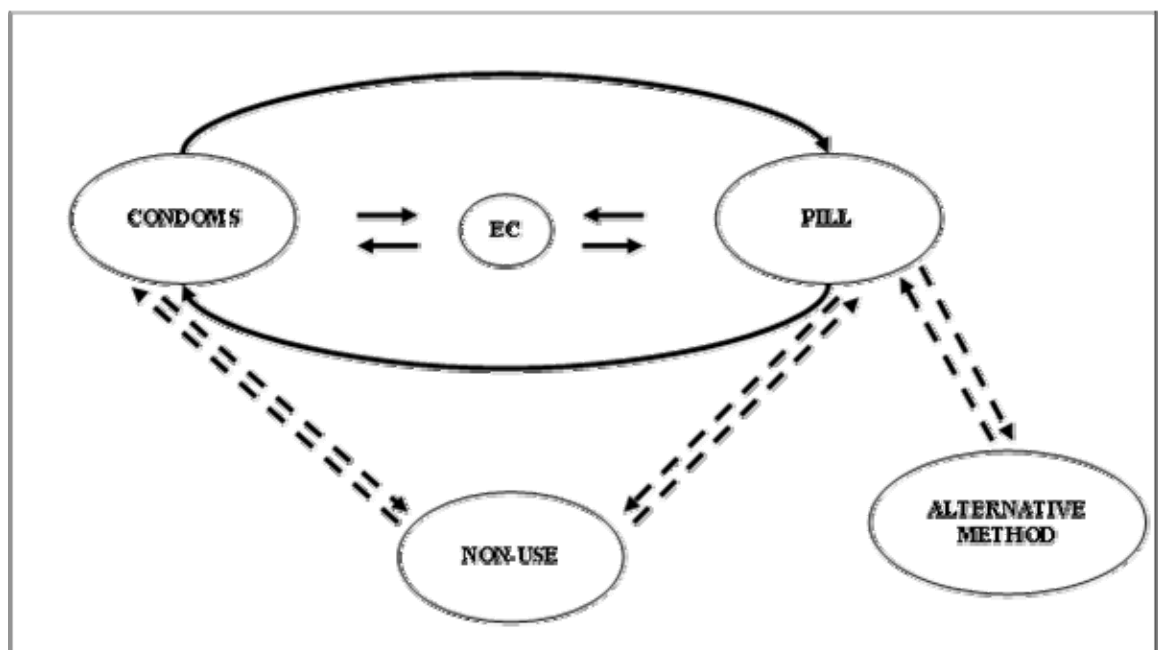 CONDOMS
EC
PILL
ALTERNATIVE
METHOD
NON-USE